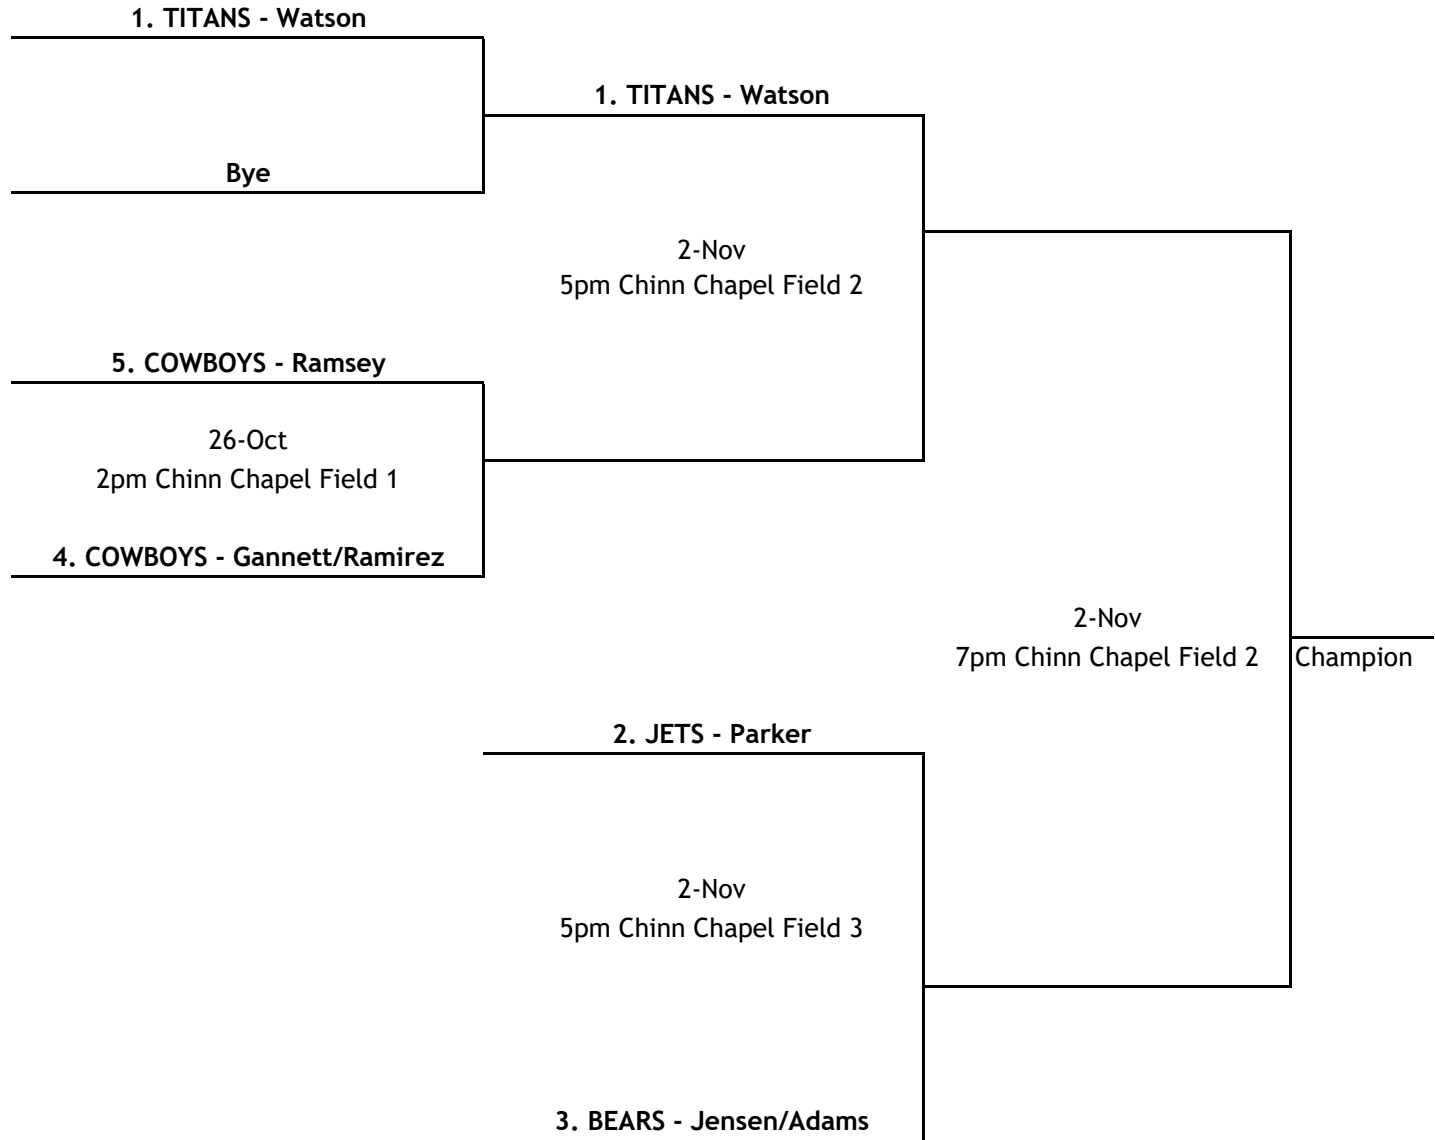 1. TITANS - Watson
1. TITANS - Watson
Bye
2-Nov
5pm Chinn Chapel Field 2
5. COWBOYS - Ramsey
26-Oct
2pm Chinn Chapel Field 1
4. COWBOYS - Gannett/Ramirez
2-Nov
7pm Chinn Chapel Field 2
Champion
2. JETS - Parker
2-Nov
5pm Chinn Chapel Field 3
3. BEARS - Jensen/Adams